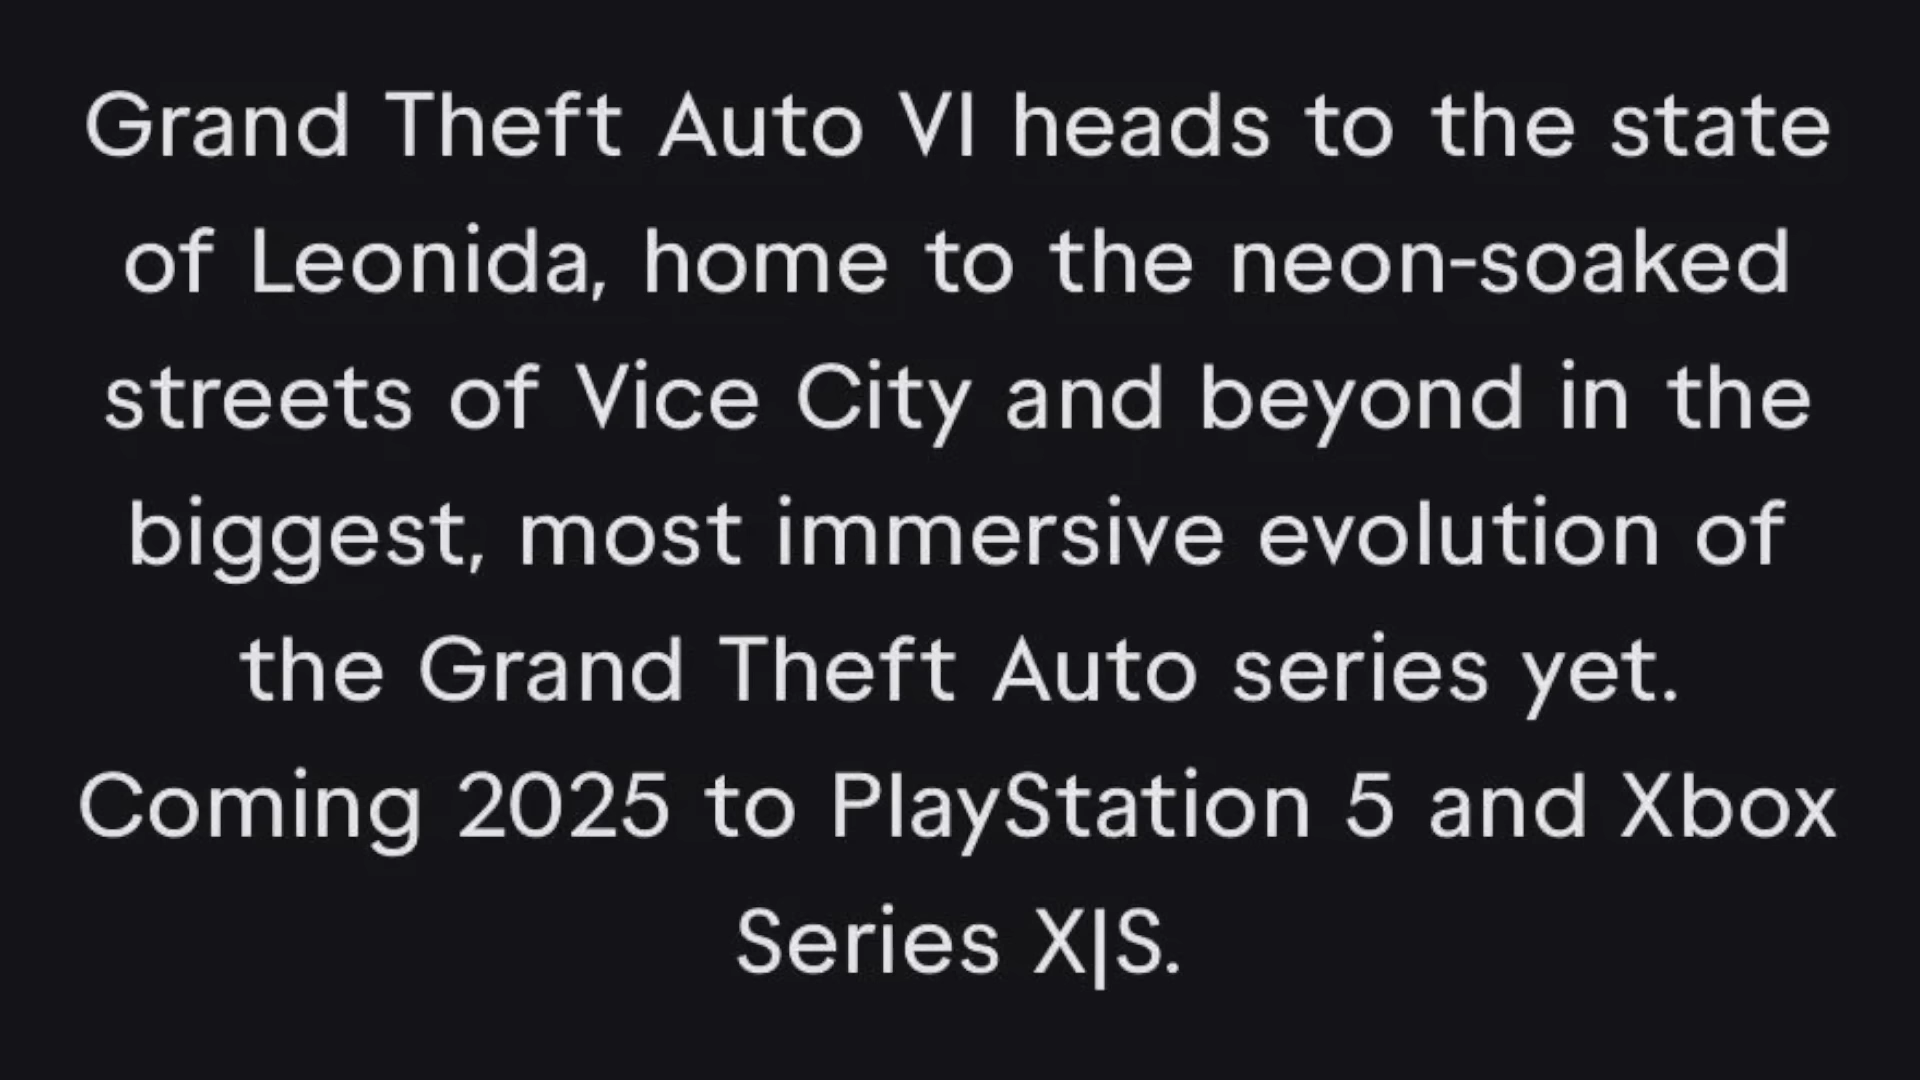 Grand Theft Auto VI heads to the state
of Leonida, home to the neon-soaked
streets of Vice City and beyond in the
biggest, most immersive evolution of
the Grand Theft Auto series yet.
Coming 2025 to PlayStation 5 and Xbox
Series X|S.